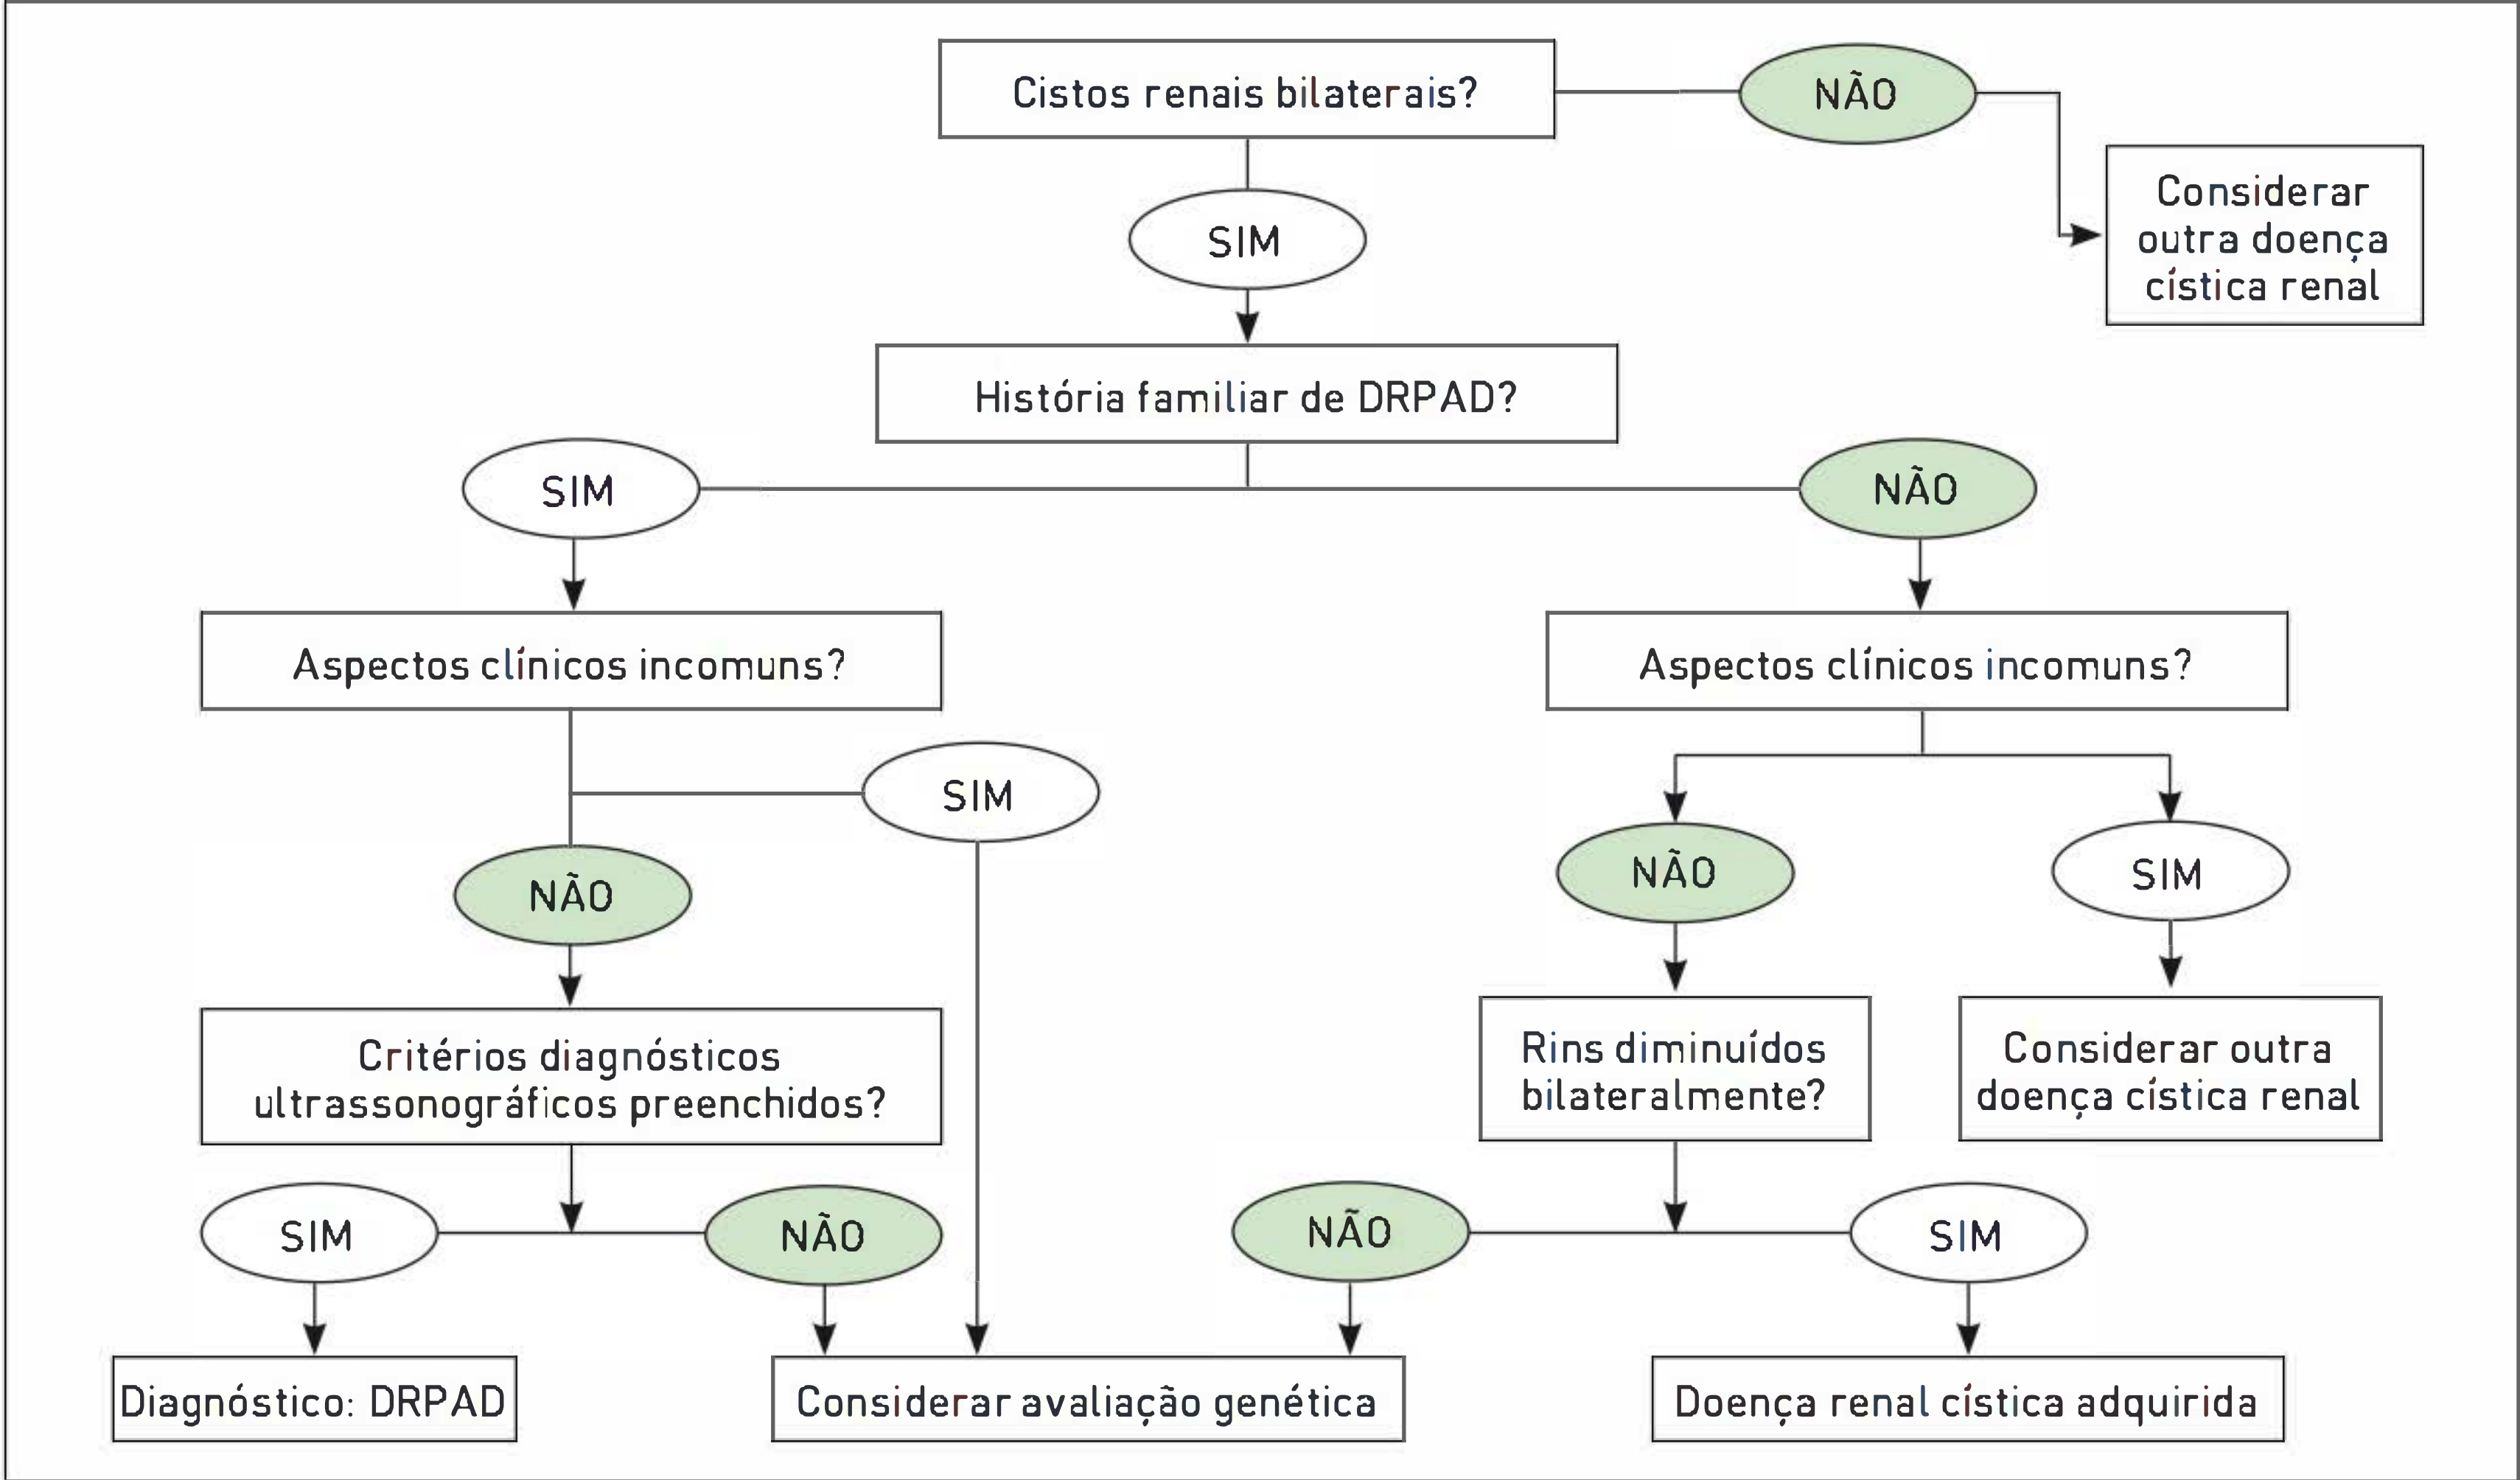 Cistos renais bilaterais?
NÃO
Considerar
outra doença
cística renal
SIM
História familiar de DRPAD?
SIM
NÃO
Aspectos clínicos incomuns?
Aspectos clínicos incomuns?
SIM
NÃO
NÃO
SIM
Critérios diagnósticos
ultrassonográficos preenchidos?
Rins diminuídos
bilateralmente?
Considerar outra
doença cística renal
SIM
NÃO
NÃO
SIM
Diagnóstico: DRPAD
Considerar avaliação genética
Doença renal cística adquirida